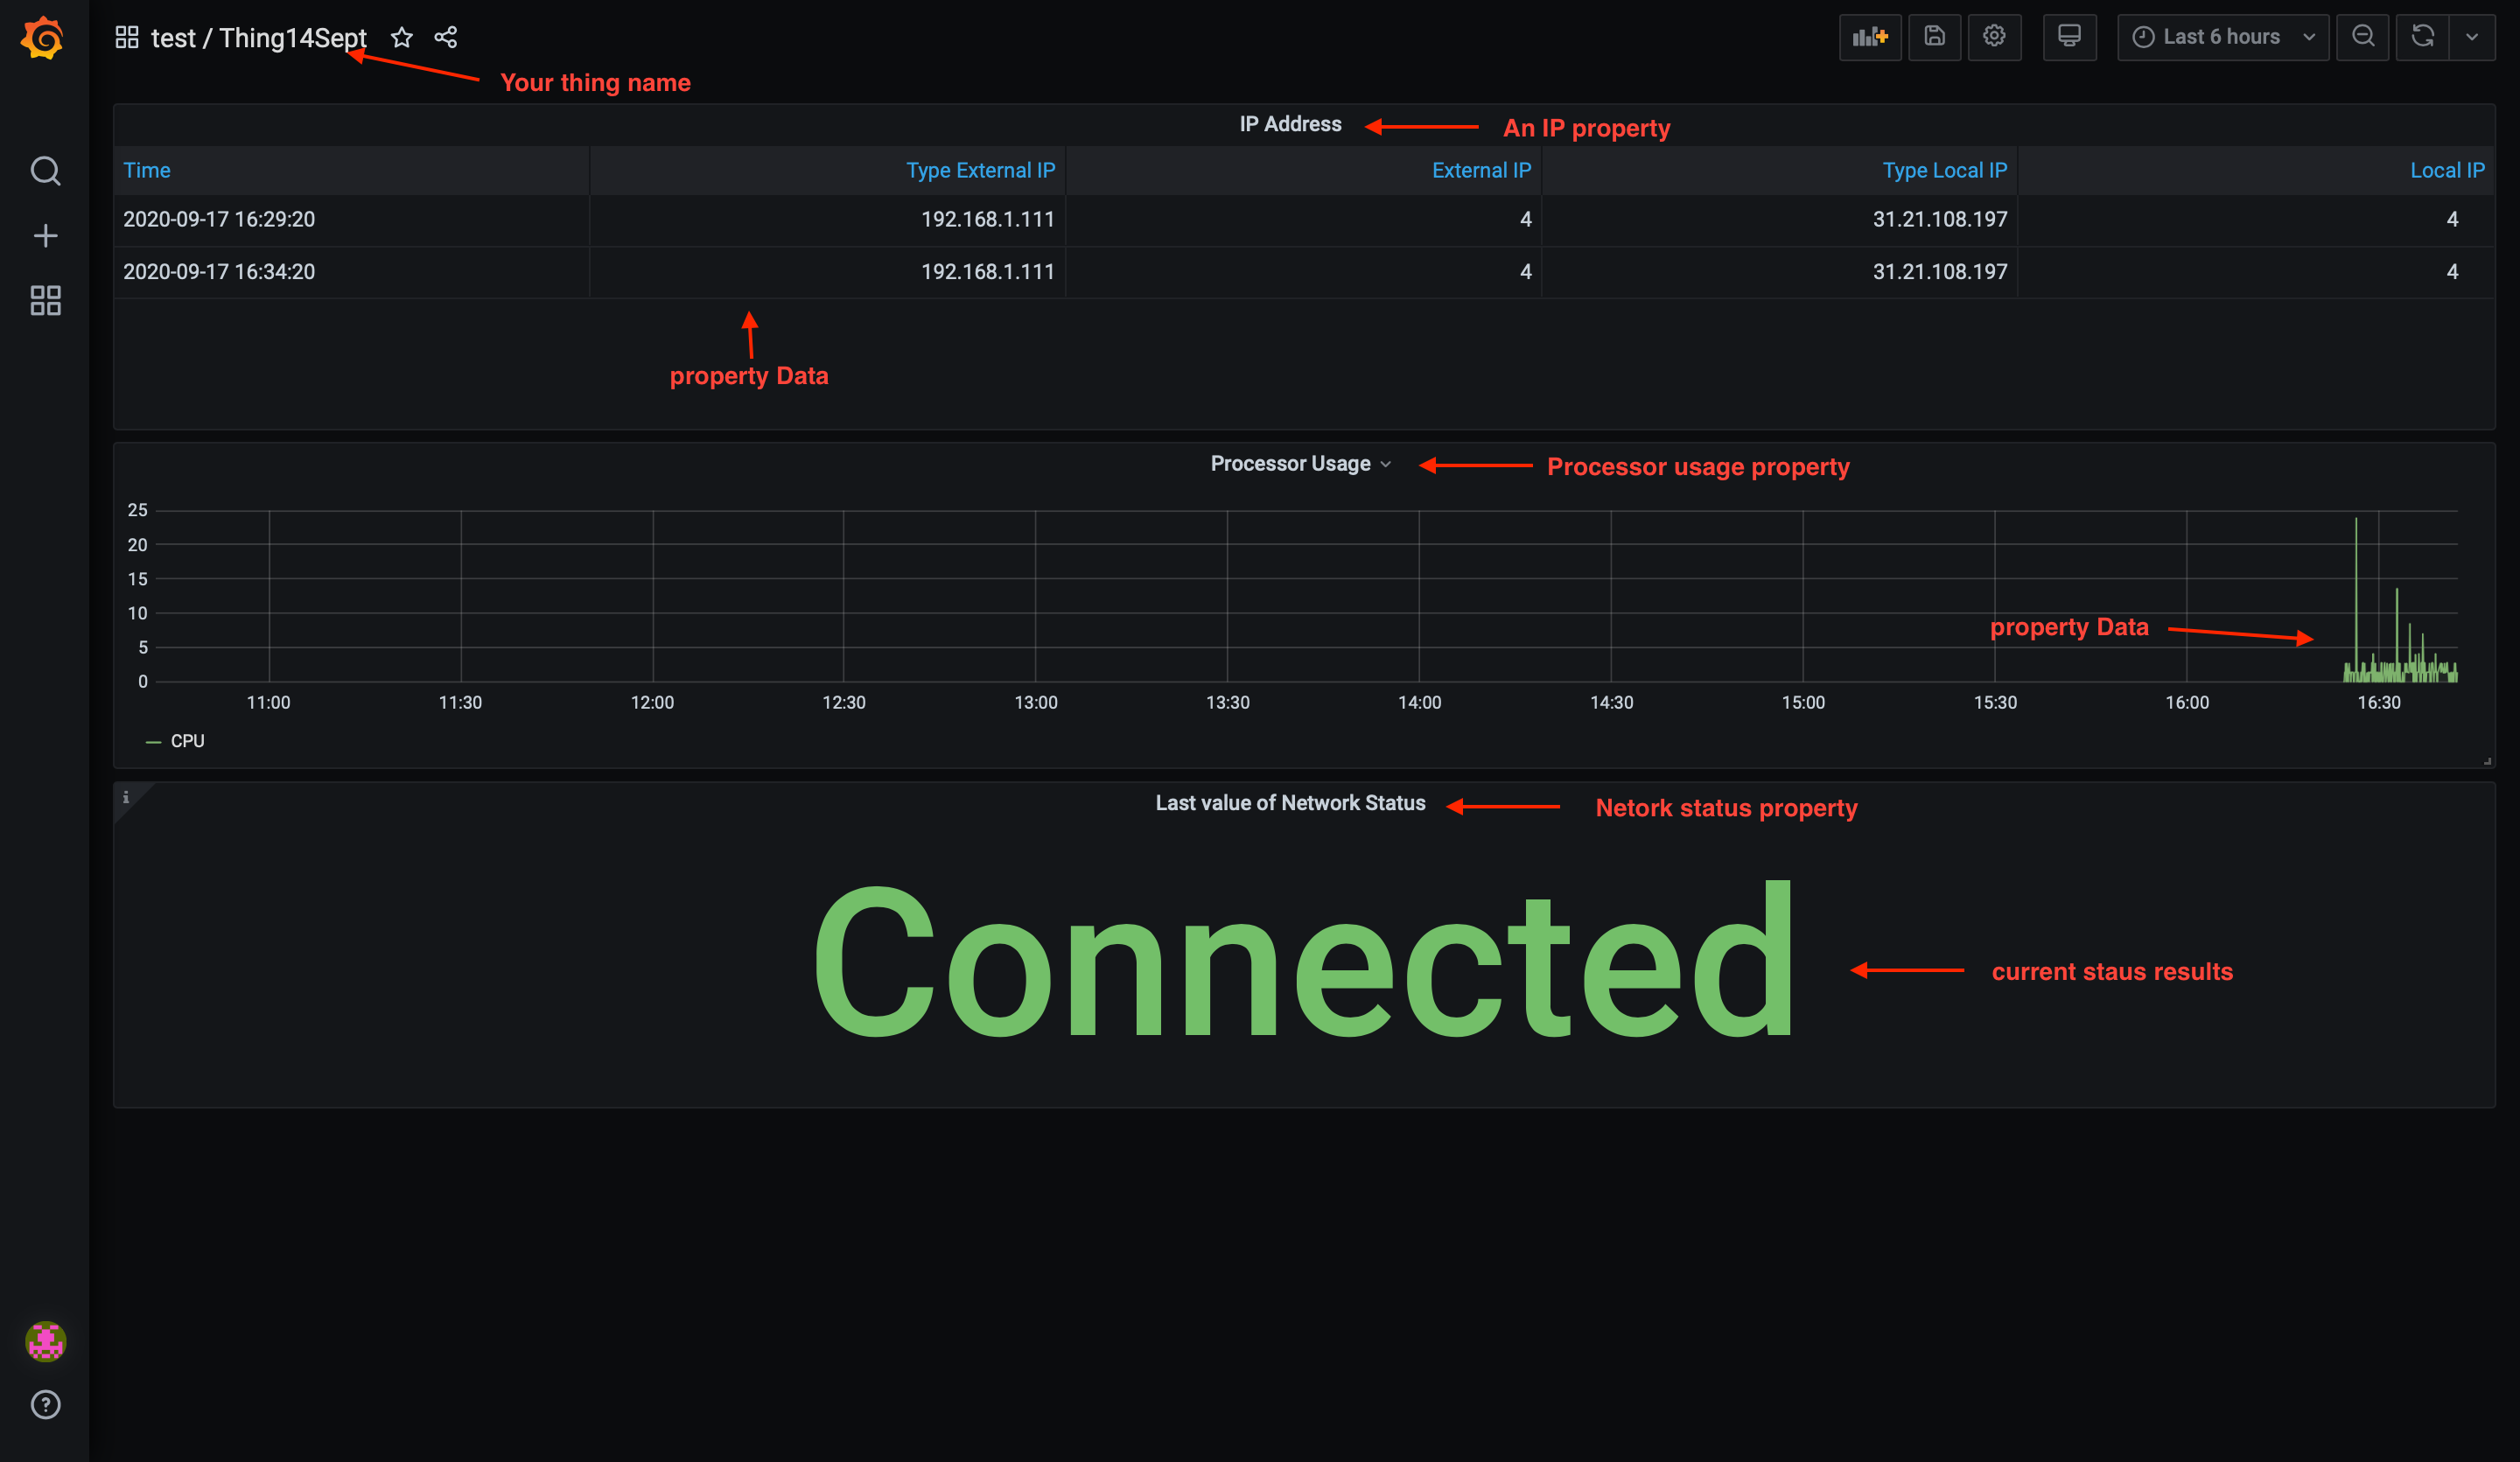 test / Thing14Sept
Last 6 hours
Your thing name
IP Address
An IP property
Time Type External IP External IP Type Local IP Local IP
2020-09-17 16:29:20 192.168.1.111 4 31.21.108.197 4
2020-09-17 16:34:20 192.168.1.111 4 31.21.108.197 4
property Data
Processor Usage
Processor usage property
25
20
15
10
5
0
property Data
11:00 11:30 12:00 12:30 13:00 13:30 14:00 14:30 15:00 15:30 16:00 16:30
CPU
i
Last value of Network Status
Netork status property
Connected
current staus results
?